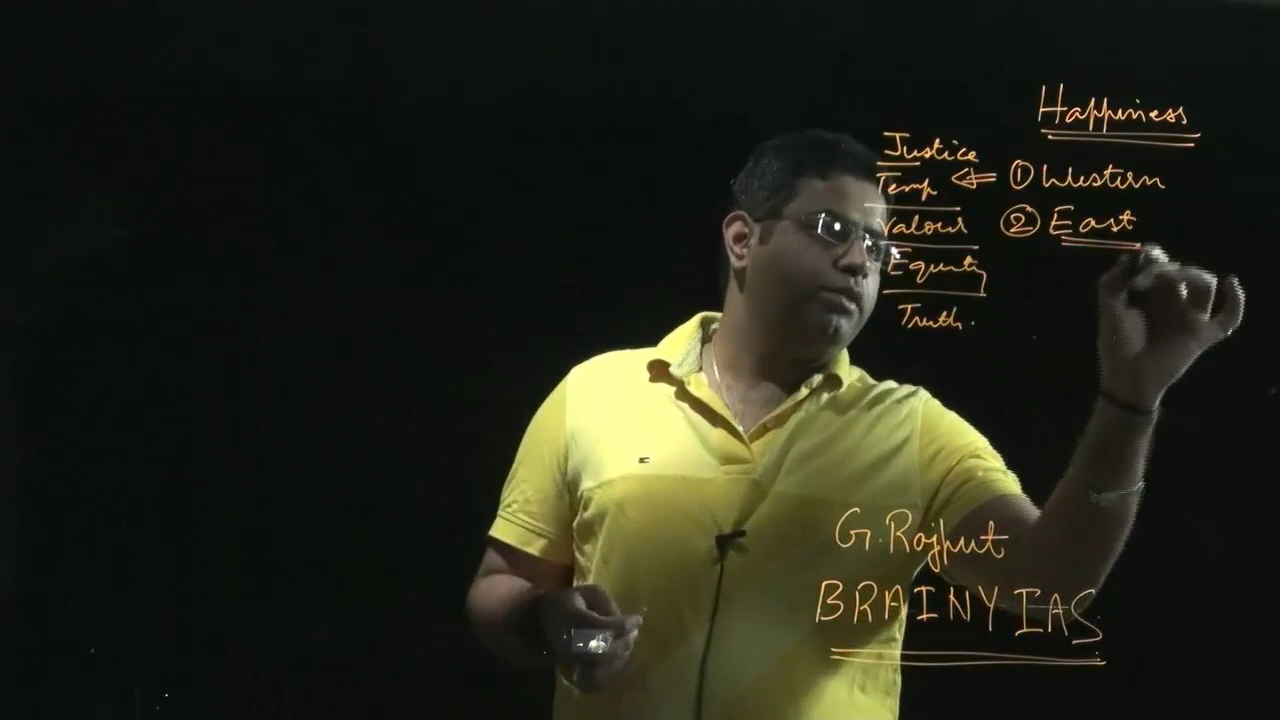 Happiness
① Western
② East
Justice
Temp
Valour
Equity
Truth.
G. Rajput
BRAINY IAS